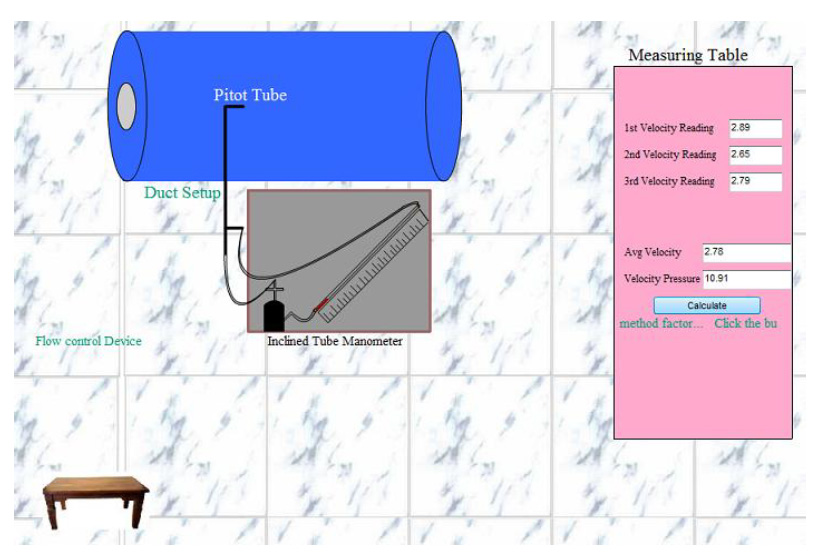 Measuring Table
Pitot Tube
1st Velocity Reading 2.89
2nd Velocity Reading 2.65
3rd Velocity Reading 2.79
Duct Setup
Avg Velocity 2.78
Velocity Pressure 10.91
Calculate
method factor... Click the bu
Flow control Device
Inclined Tube Manometer